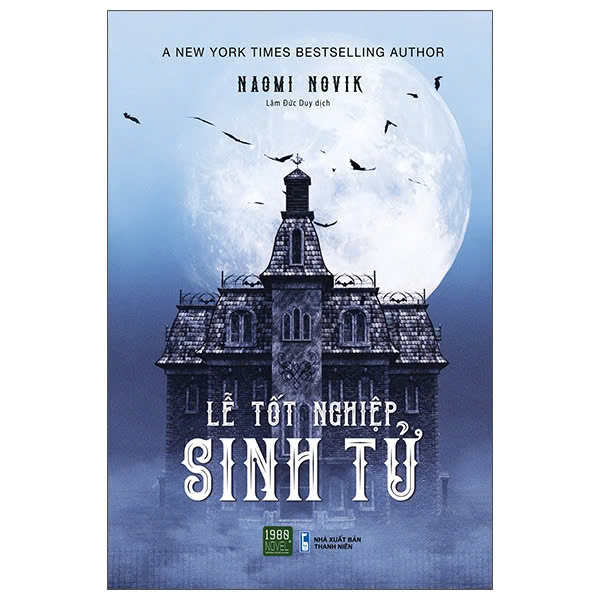 A NEW YORK TIMES BESTSELLING AUTHOR
NAOMI NOVIK
Lâm Đức Duy dịch
LỄ TỐT NGHIỆP
SINH TỬ
1980
NOVEL
NHÀ XUẤT BẢN
THANH NIÊN